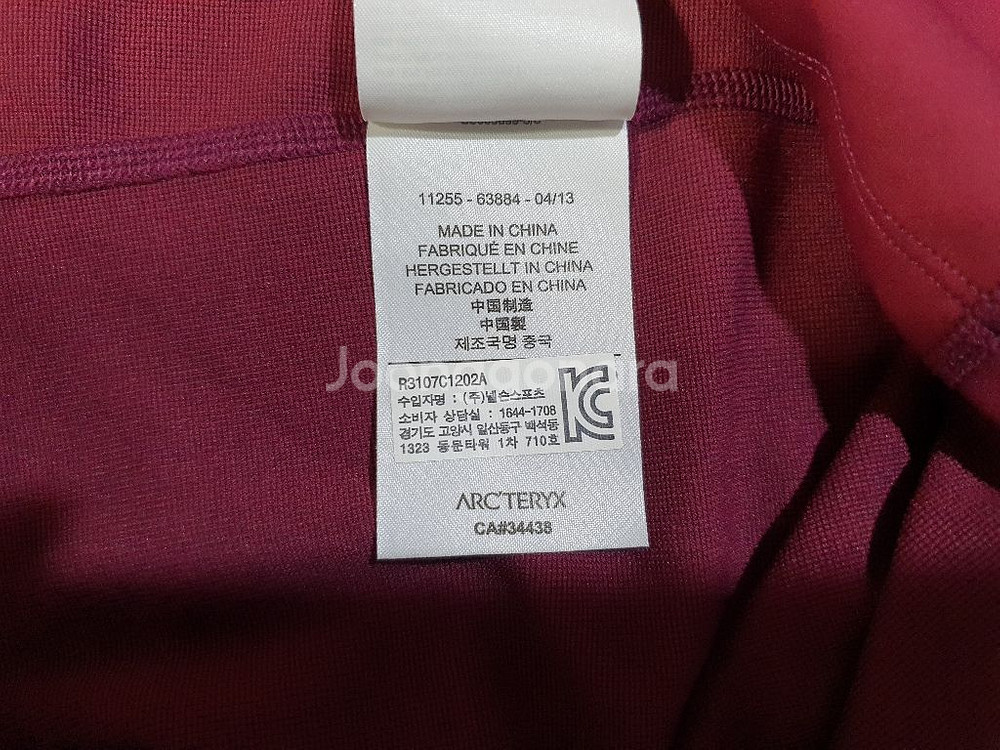 11255 - 63884 - 04/13
MADE IN CHINA
FABRIQUÉ EN CHINE
HERGESTELLT IN CHINA
FABRICADO EN CHINA
中国制造
中国製
제조국명 중국
Joongonara
R3107C1202A
수입자명 : (주)넬슨스포츠
소비자 상담실 : 1644-1708
경기도 고양시 일산동구 백석동
1323 동문타워 1차 710호
ARC'TERYX
CA#34438